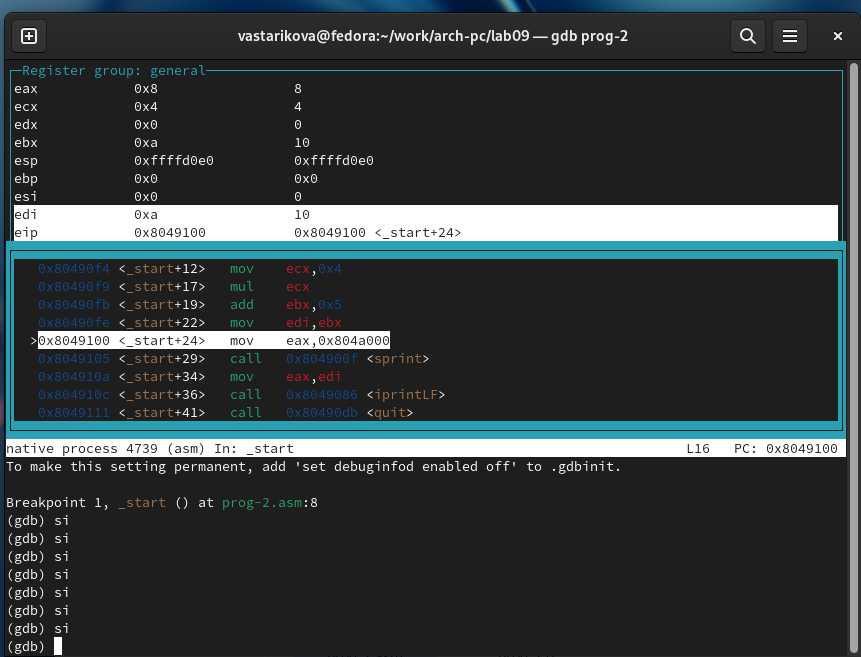 vastarikova@fedora:~/work/arch-pc/lab09 — gdb prog-2
Register group: general
eax 0x8 8
ecx 0x4 4
edx 0x0 0
ebx 0xa 10
esp 0xffffd0e0 0xffffd0e0
ebp 0x0 0x0
esi 0x0 0
edi 0xa 10
eip 0x8049100 0x8049100 <_start+24>
0x80490f4 <_start+12> mov ecx,0x4
0x80490f9 <_start+17> mul ecx
0x80490fb <_start+19> add ebx,0x5
0x80490fe <_start+22> mov edi,ebx
>0x8049100 <_start+24> mov eax,0x804a000
0x8049105 <_start+29> call 0x804900f <sprint>
0x804910a <_start+34> mov eax,edi
0x804910c <_start+36> call 0x8049086 <iprintLF>
0x8049111 <_start+41> call 0x80490db <quit>
native process 4739 (asm) In: _start L16 PC: 0x8049100
To make this setting permanent, add 'set debuginfod enabled off' to .gdbinit.
Breakpoint 1, _start () at prog-2.asm:8
(gdb) si
(gdb) si
(gdb) si
(gdb) si
(gdb) si
(gdb) si
(gdb) si
(gdb)